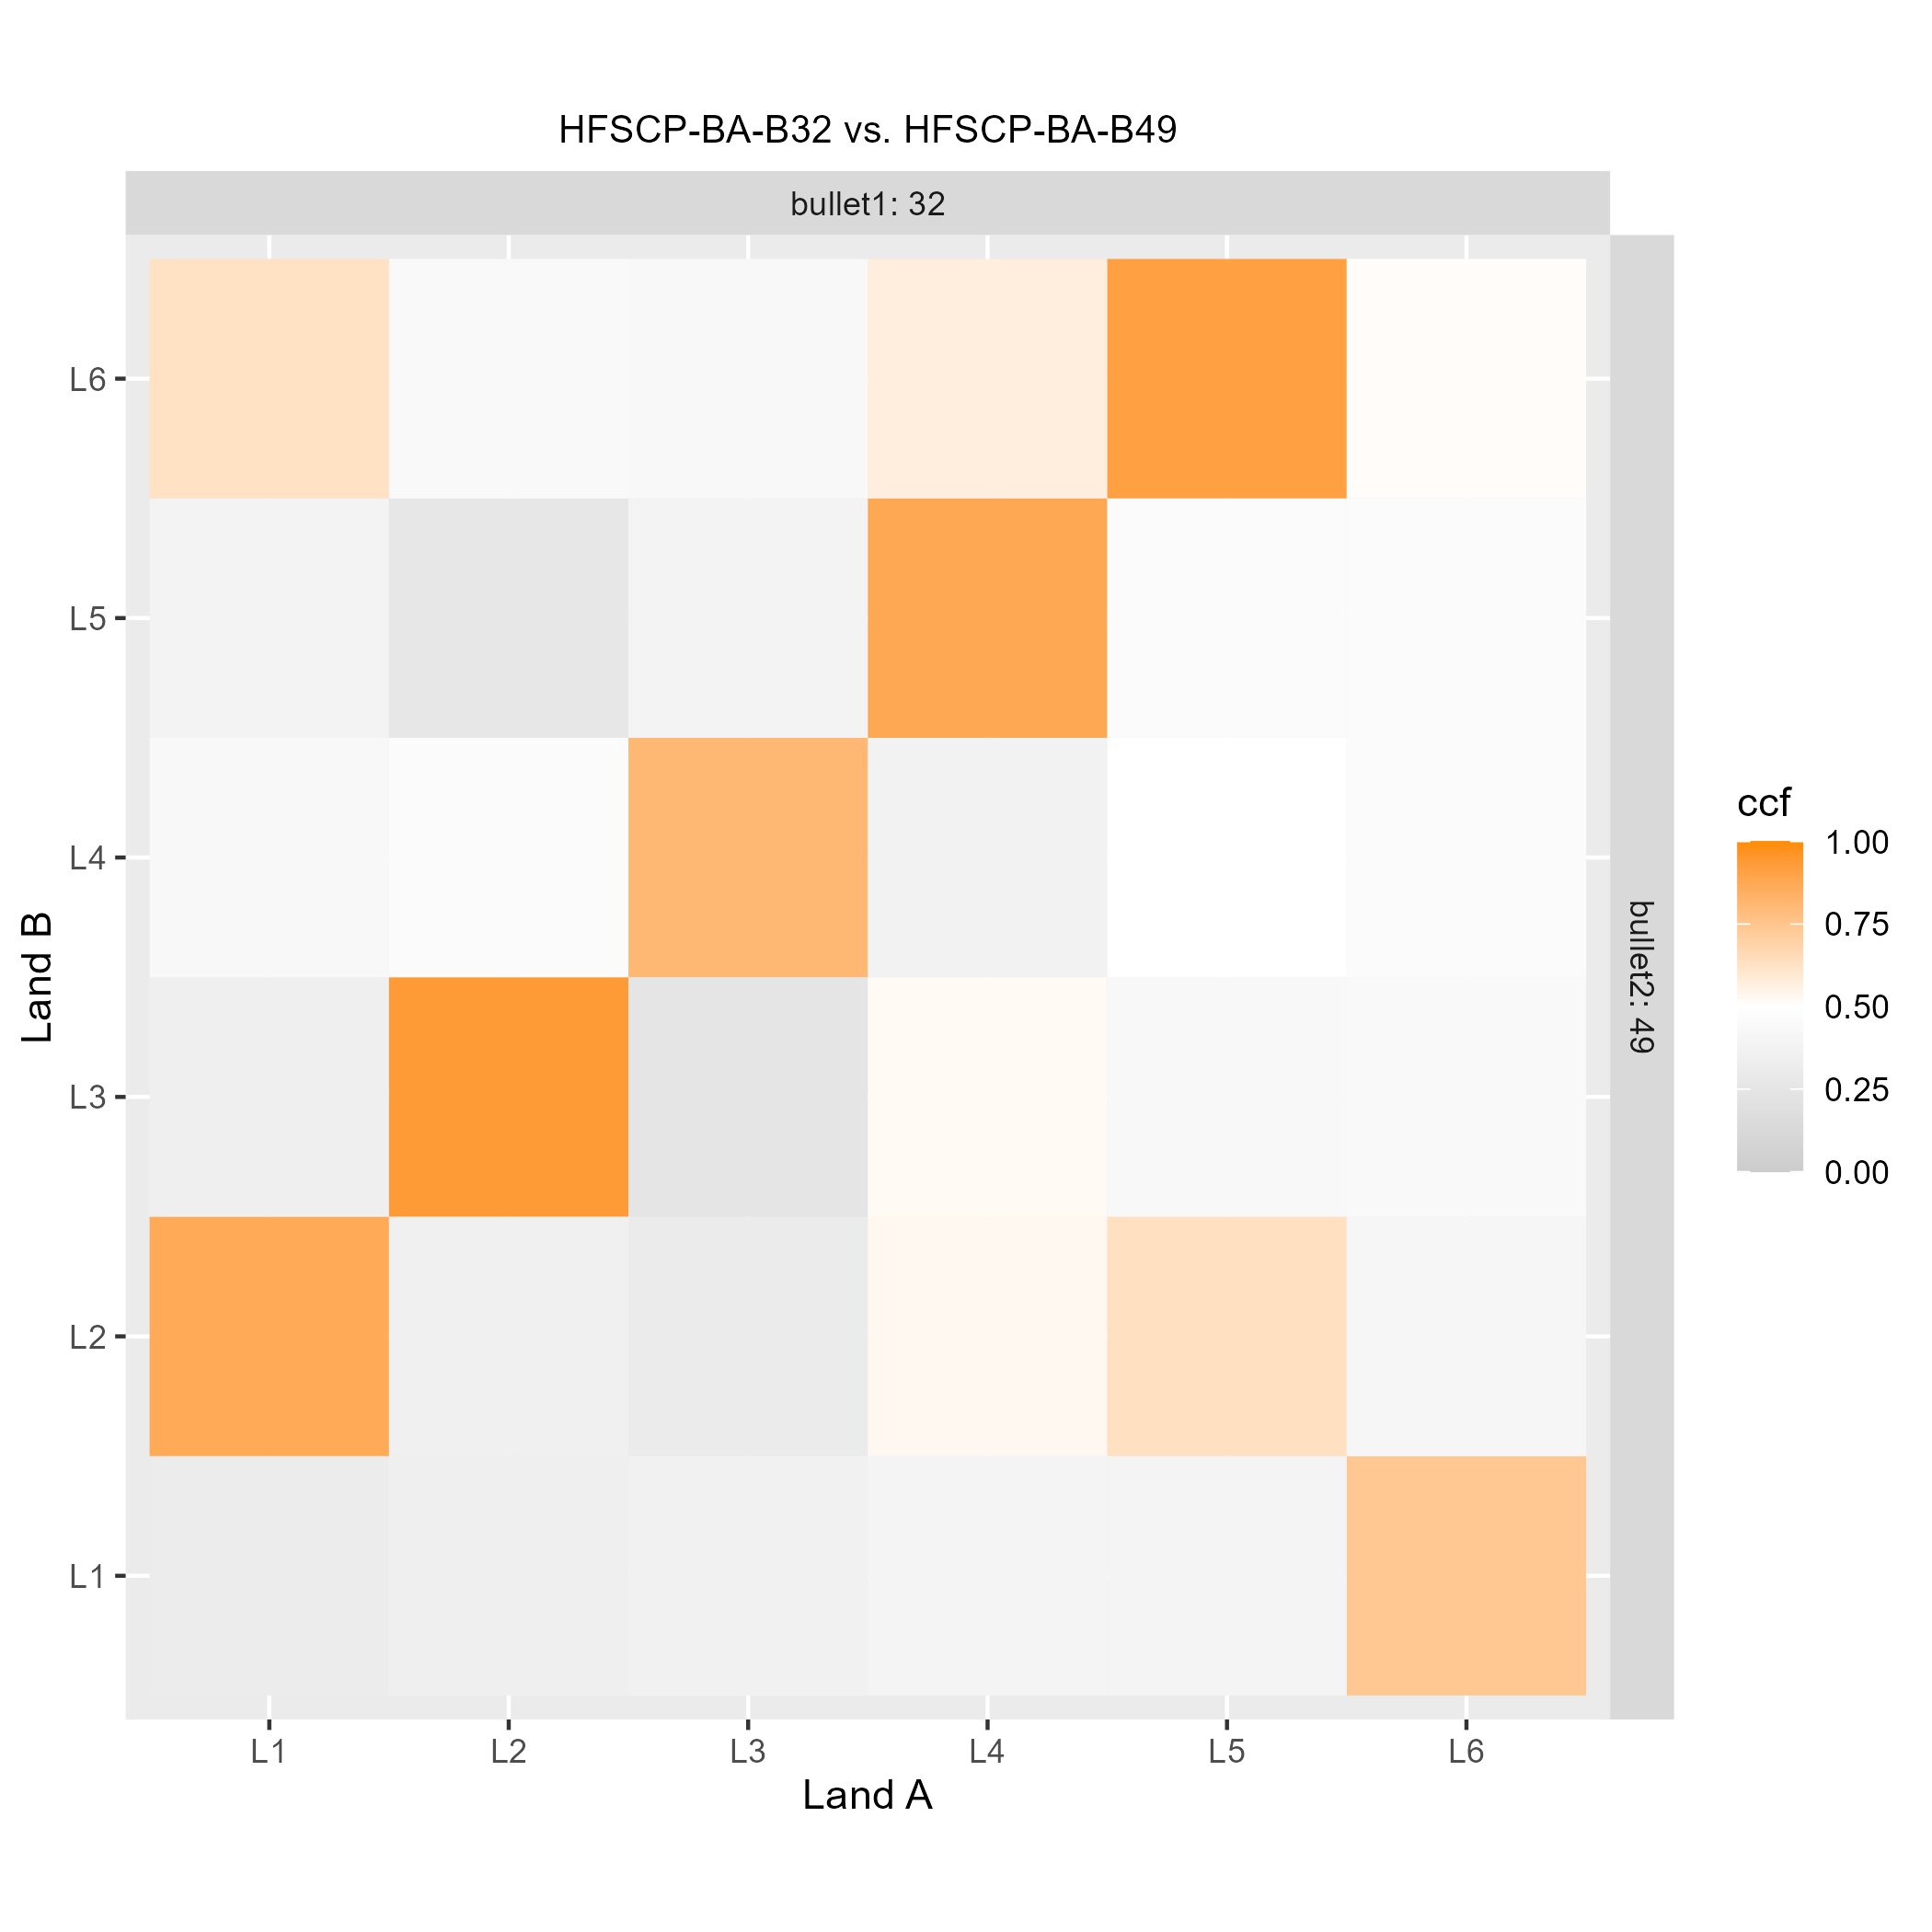 HFSCP-BA-B32 vs. HFSCP-BA-B49
bullet1: 32
L6
L5
L4
L3
L2
L1
Land B
bullet2: 49
ccf
1.00
0.75
0.50
0.25
0.00
L1
L2
L3
L4
L5
L6
Land A